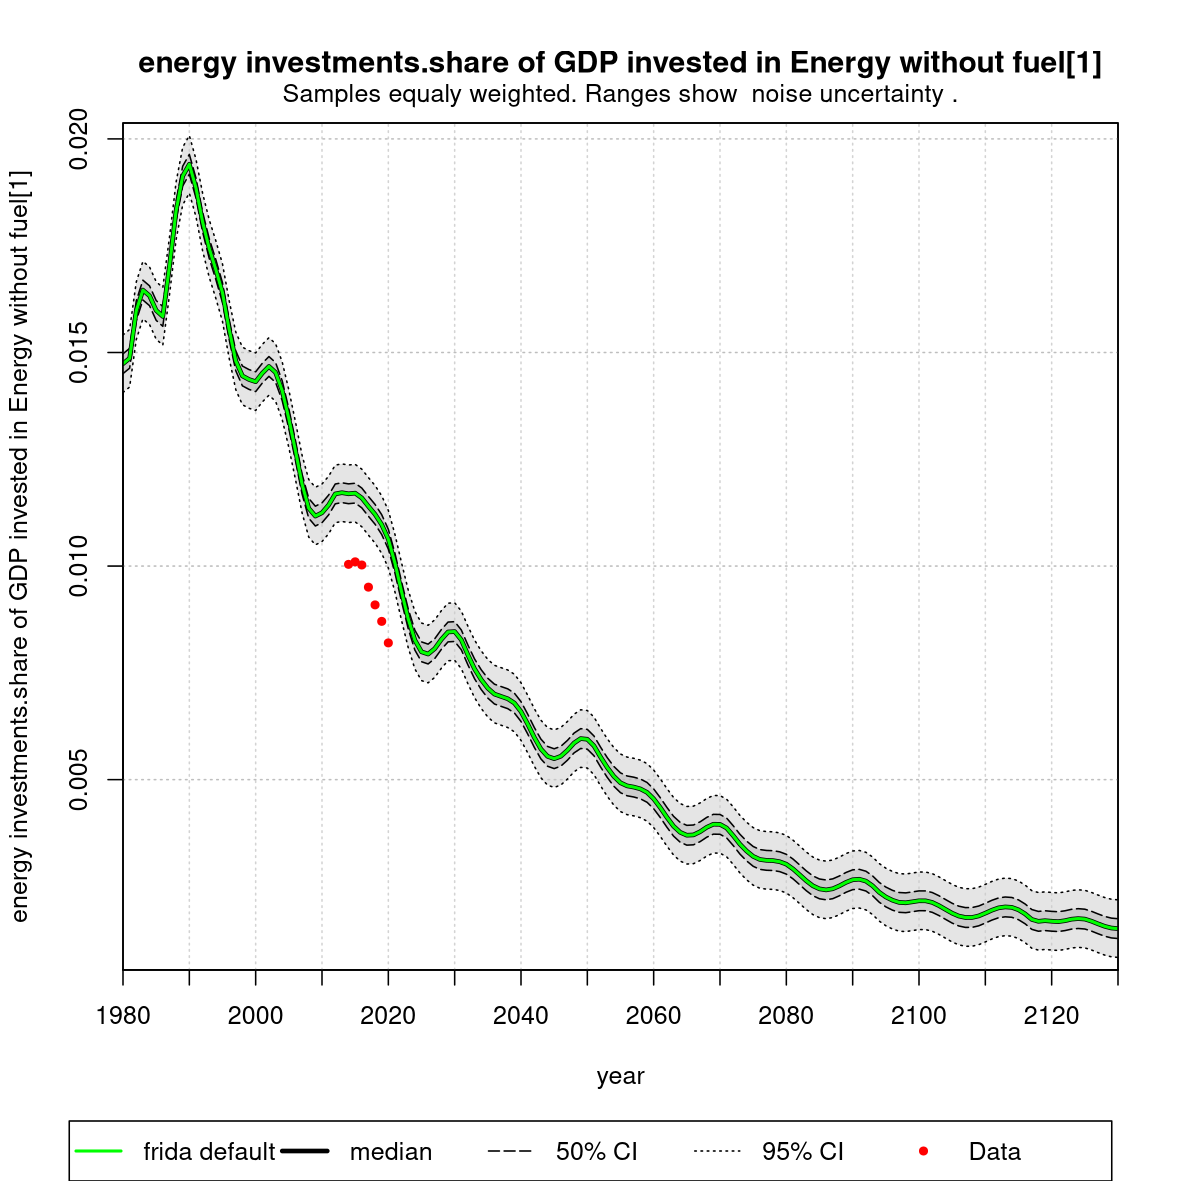 energy investments.share of GDP invested in Energy without fuel[1]
Samples equaly weighted. Ranges show  noise uncertainty .
energy investments.share of GDP invested in Energy without fuel[1]
0.020
0.015
0.010
0.005
1980 2000 2020 2040 2060 2080 2100 2120
year
frida default median 50% CI 95% CI Data